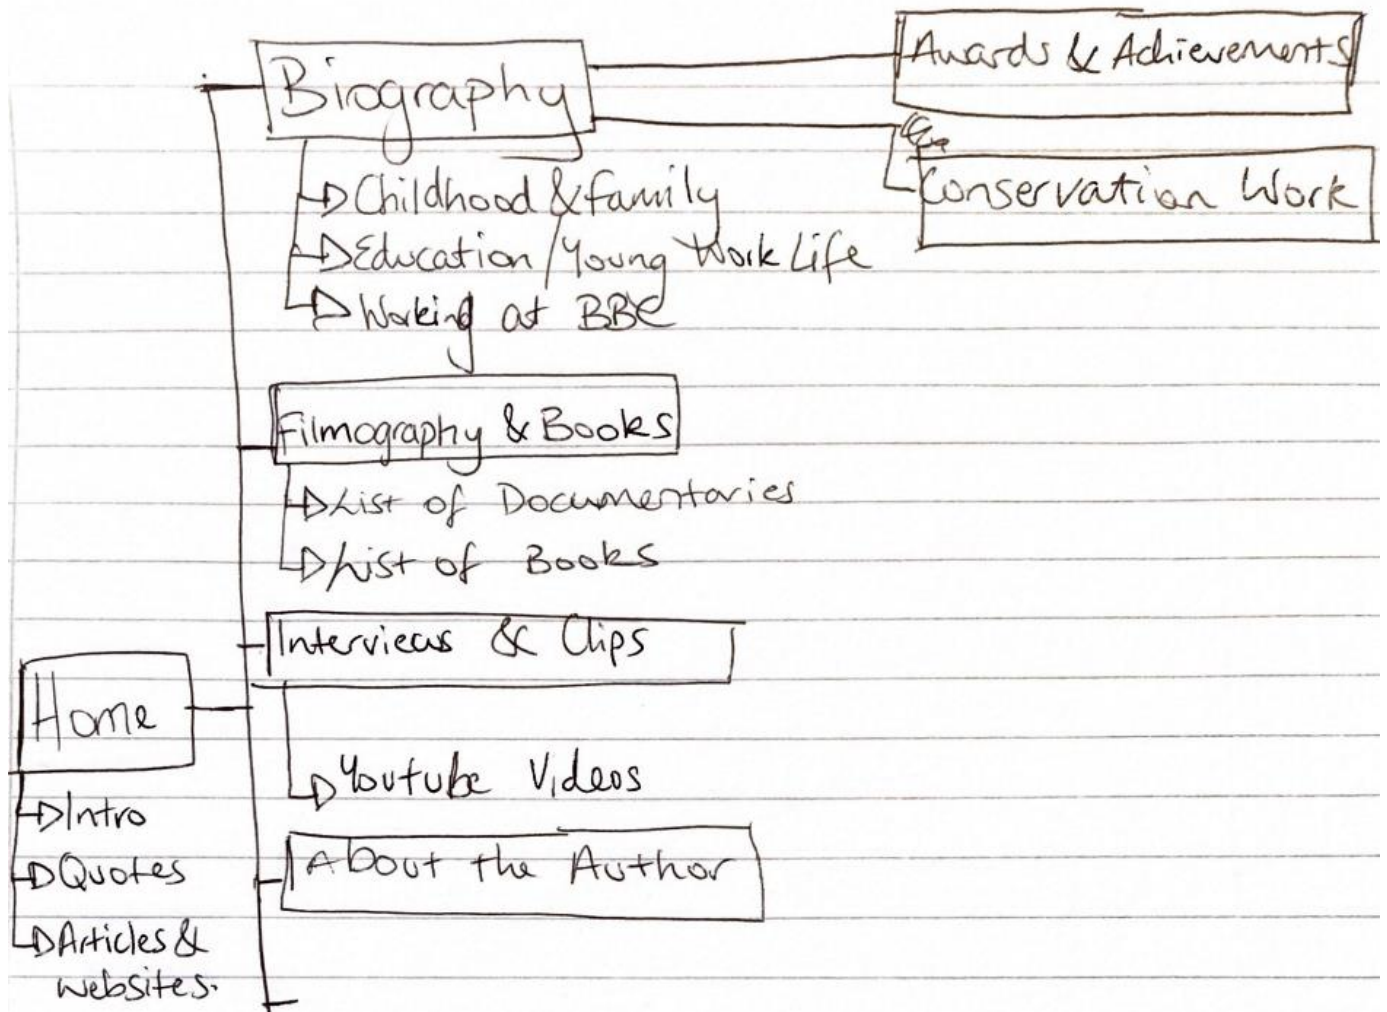 Biography
Awards & Achievements
Conservation Work
Childhood & family
Education / Young Work Life
Working at BBC
Filmography & Books
List of Documentaries
List of Books
Interviews & Clips
Home
Youtube Videos
Intro
About the Author
Quotes
Articles &
websites.